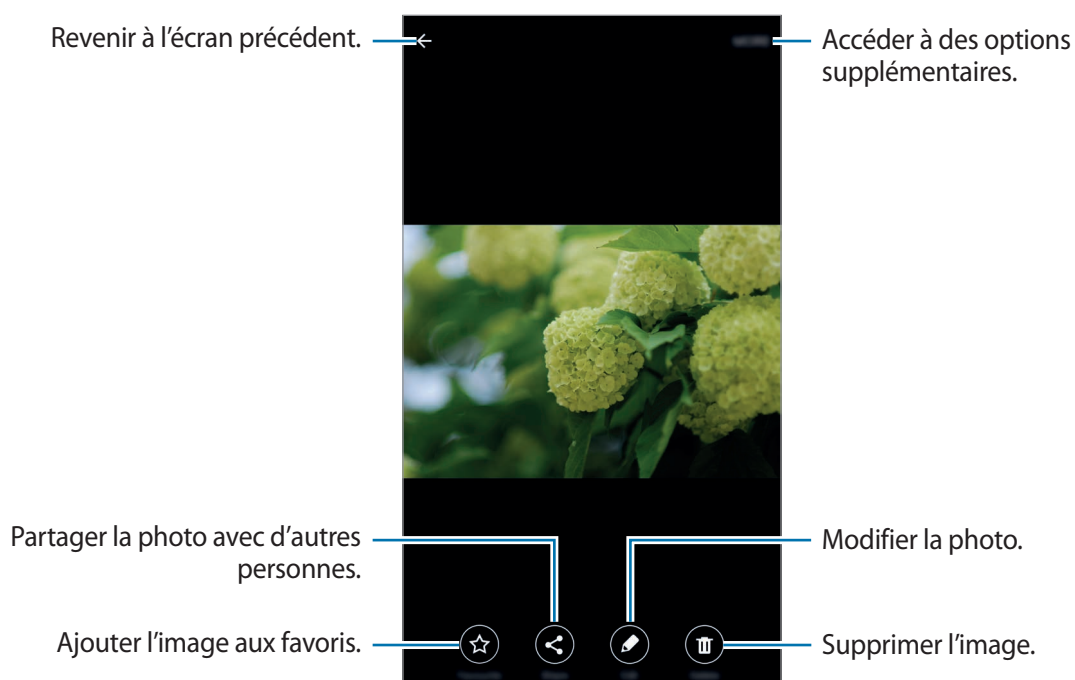 Revenir à l'écran précédent.
Accéder à des options
supplémentaires.
Partager la photo avec d'autres
personnes.
Modifier la photo.
Ajouter l'image aux favoris.
Supprimer l'image.